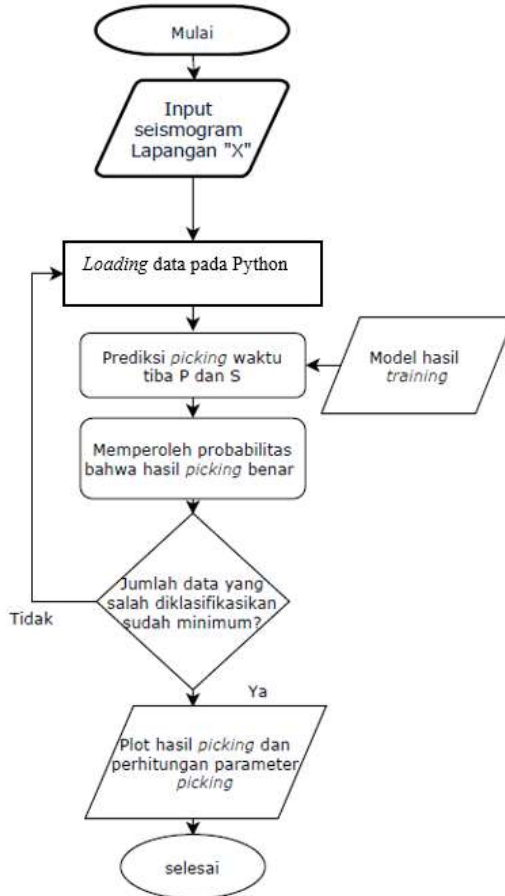 Mulai
Input
seismogram
Lapangan "X"
Loading data pada Python
Prediksi picking waktu
tiba P dan S
Model hasil
training
Memperoleh probabilitas
bahwa hasil picking benar
Jumlah data yang
salah diklasifikasikan
sudah minimum?
Tidak
Ya
Plot hasil picking dan
perhitungan parameter
picking
selesai